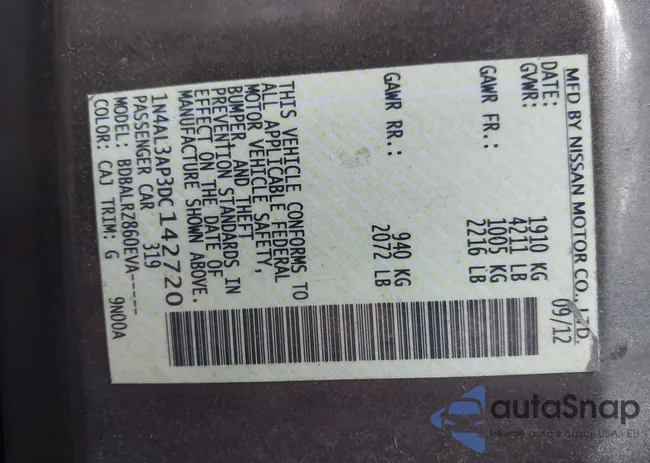 MFD BY NISSAN MOTOR CO., LTD.
DATE: 09/12
GVWR: 1910 KG
4211 LB
GAWR FR.: 1005 KG
2216 LB
GAWR RR.: 940 KG
2072 LB
THIS VEHICLE CONFORMS TO
ALL APPLICABLE FEDERAL
MOTOR VEHICLE SAFETY,
BUMPER, AND THEFT
PREVENTION STANDARDS IN
EFFECT ON THE DATE OF
MANUFACTURE SHOWN ABOVE.
1N4AL3AP3DC142720
PASSENGER CAR 319
MODEL: BDBALRZ860EVA-----
COLOR: CAJ TRIM: G 9N00A
autoSnap
USA I EU